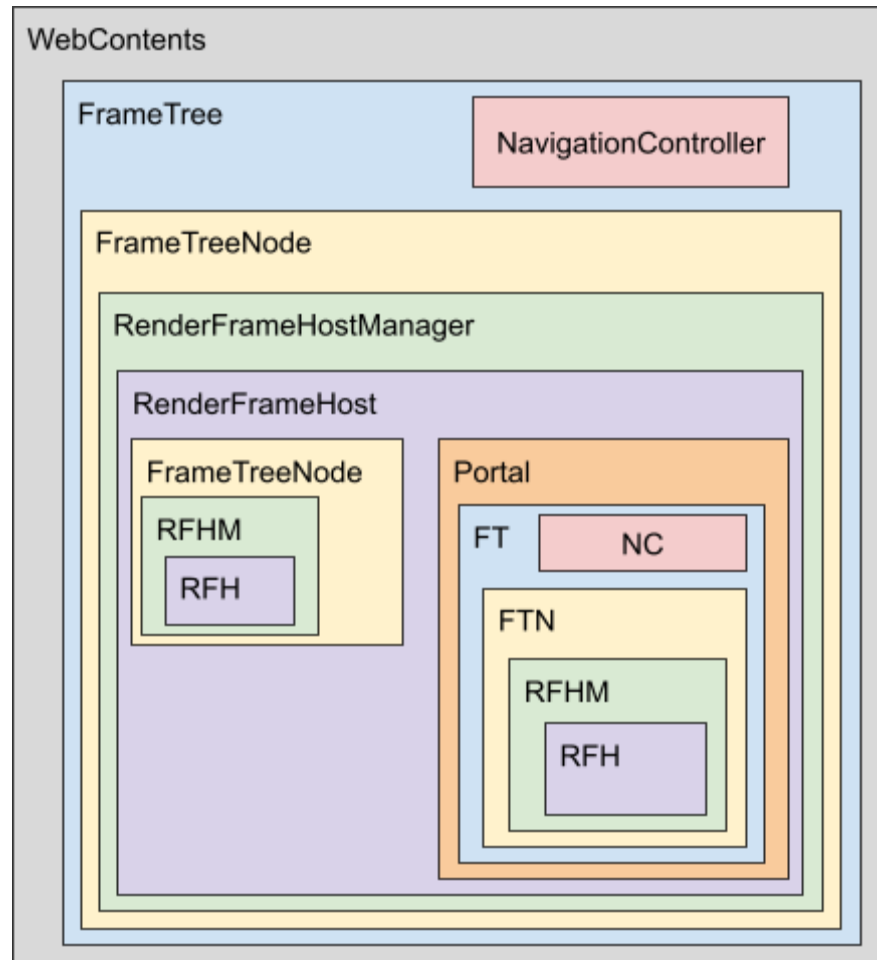 WebContents
FrameTree
NavigationController
FrameTreeNode
RenderFrameHostManager
RenderFrameHost
FrameTreeNode
RFHM
RFH
Portal
FT
NC
FTN
RFHM
RFH